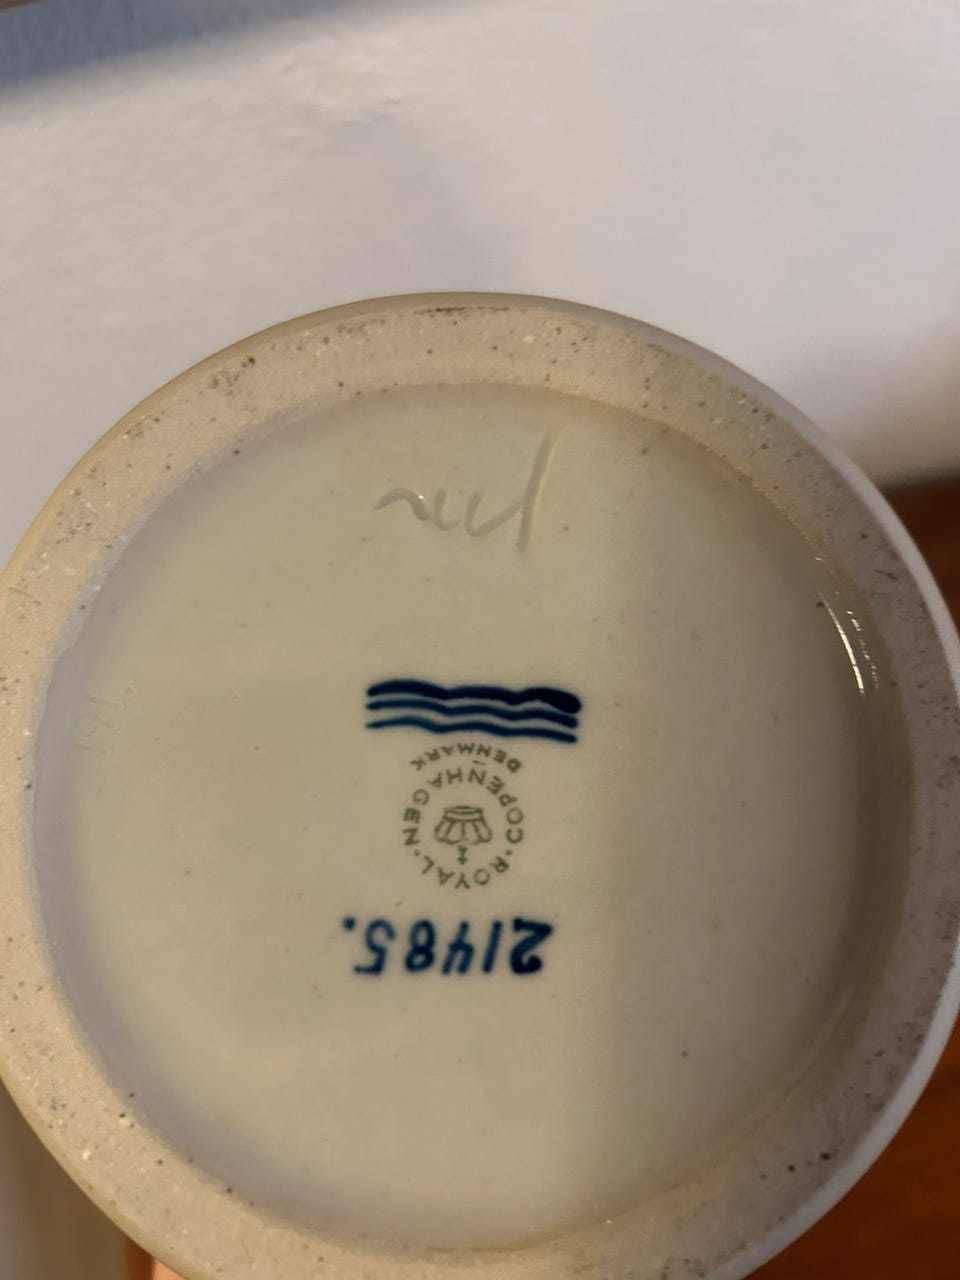 21485.
ROYAL · COPENHAGEN ·
DENMARK